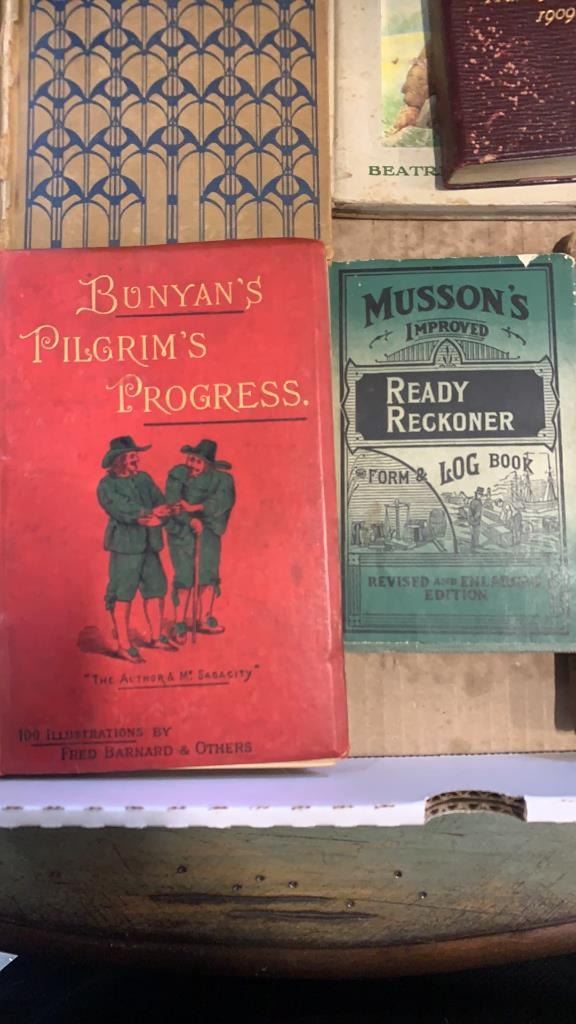 1909
BEATR
BUNYAN'S
PILGRIM'S
PROGRESS.
"THE AUTHOR & Mr SAGACITY"
100 ILLUSTRATIONS BY
FRED BARNARD & OTHERS
MUSSON'S
IMPROVED
READY
RECKONER
FORM & LOG BOOK
REVISED AND ENLARGED
EDITION